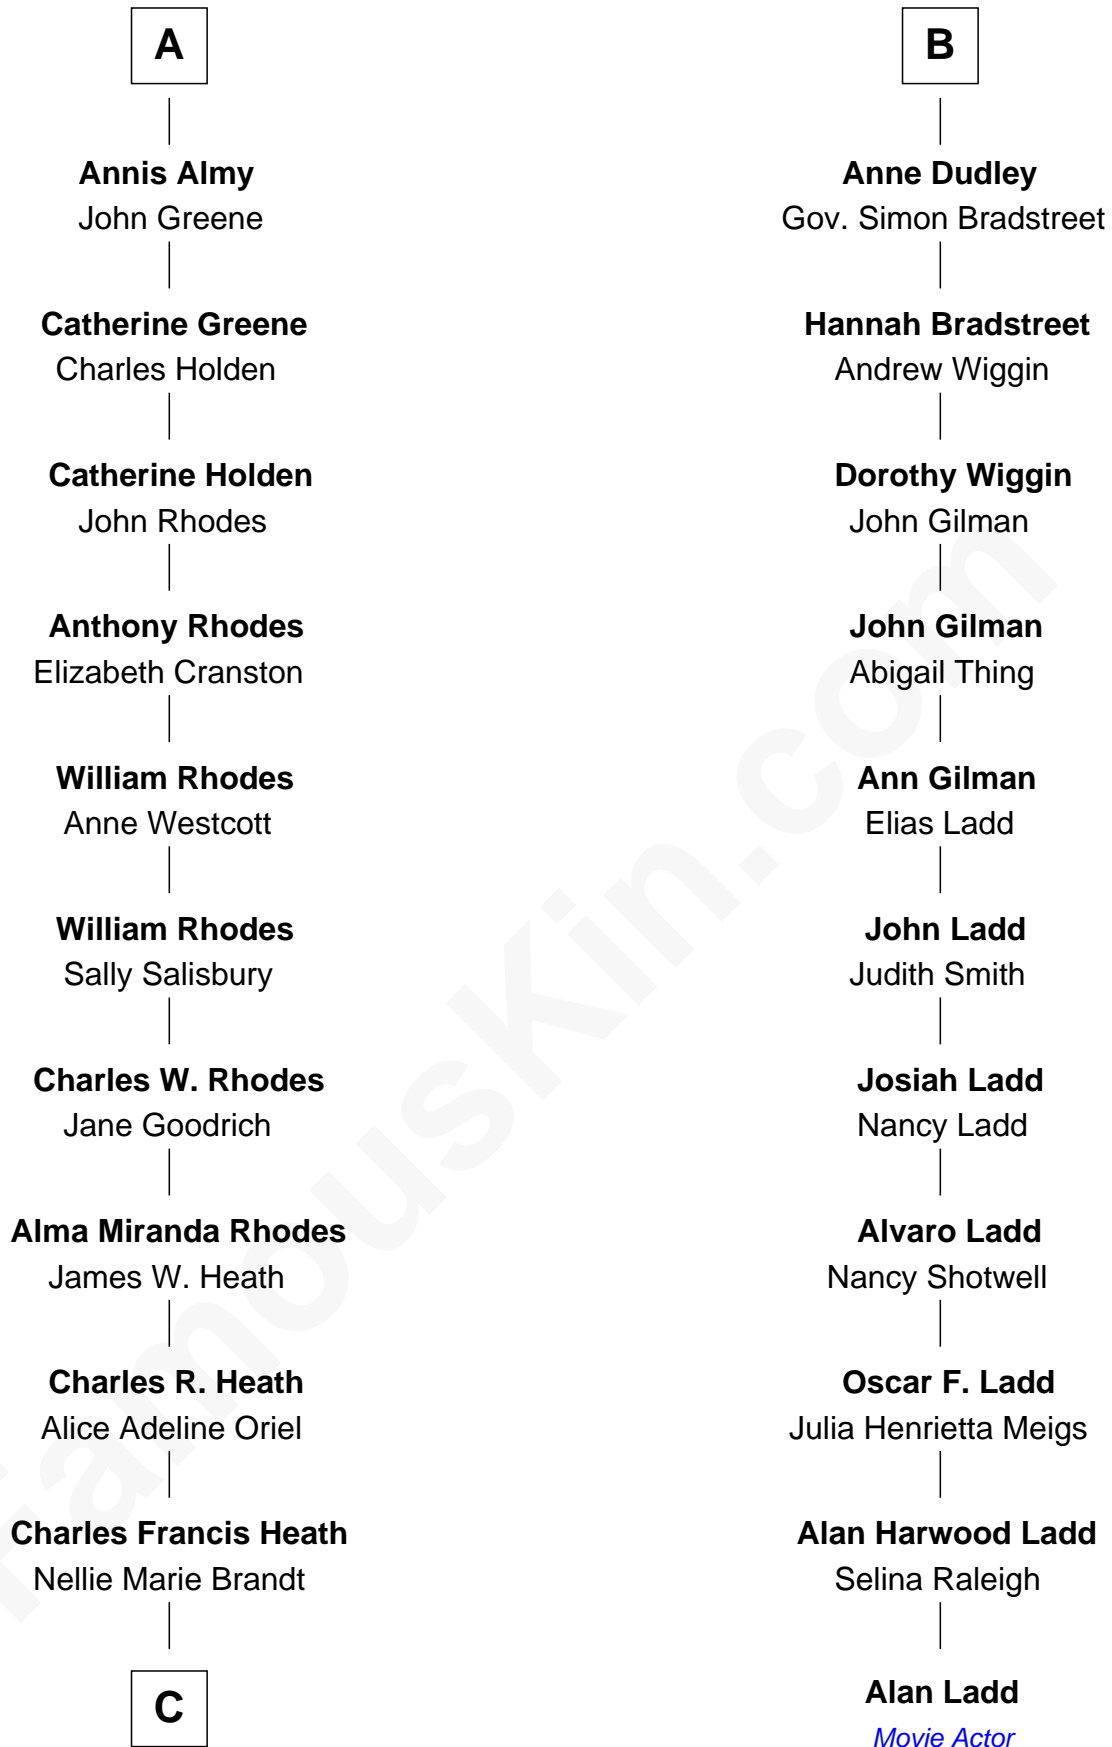 A
Annis Almy
John Greene
Catherine Greene
Charles Holden
Catherine Holden
John Rhodes
Anthony Rhodes
Elizabeth Cranston
William Rhodes
Anne Westcott
William Rhodes
Sally Salisbury
Charles W. Rhodes
Jane Goodrich
Alma Miranda Rhodes
James W. Heath
Charles R. Heath
Alice Adeline Oriel
Charles Francis Heath
Nellie Marie Brandt
C
B
Anne Dudley
Gov. Simon Bradstreet
Hannah Bradstreet
Andrew Wiggin
Dorothy Wiggin
John Gilman
John Gilman
Abigail Thing
Ann Gilman
Elias Ladd
John Ladd
Judith Smith
Josiah Ladd
Nancy Ladd
Alvaro Ladd
Nancy Shotwell
Oscar F. Ladd
Julia Henrietta Meigs
Alan Harwood Ladd
Selina Raleigh
Alan Ladd
Movie Actor
FamousKin.com